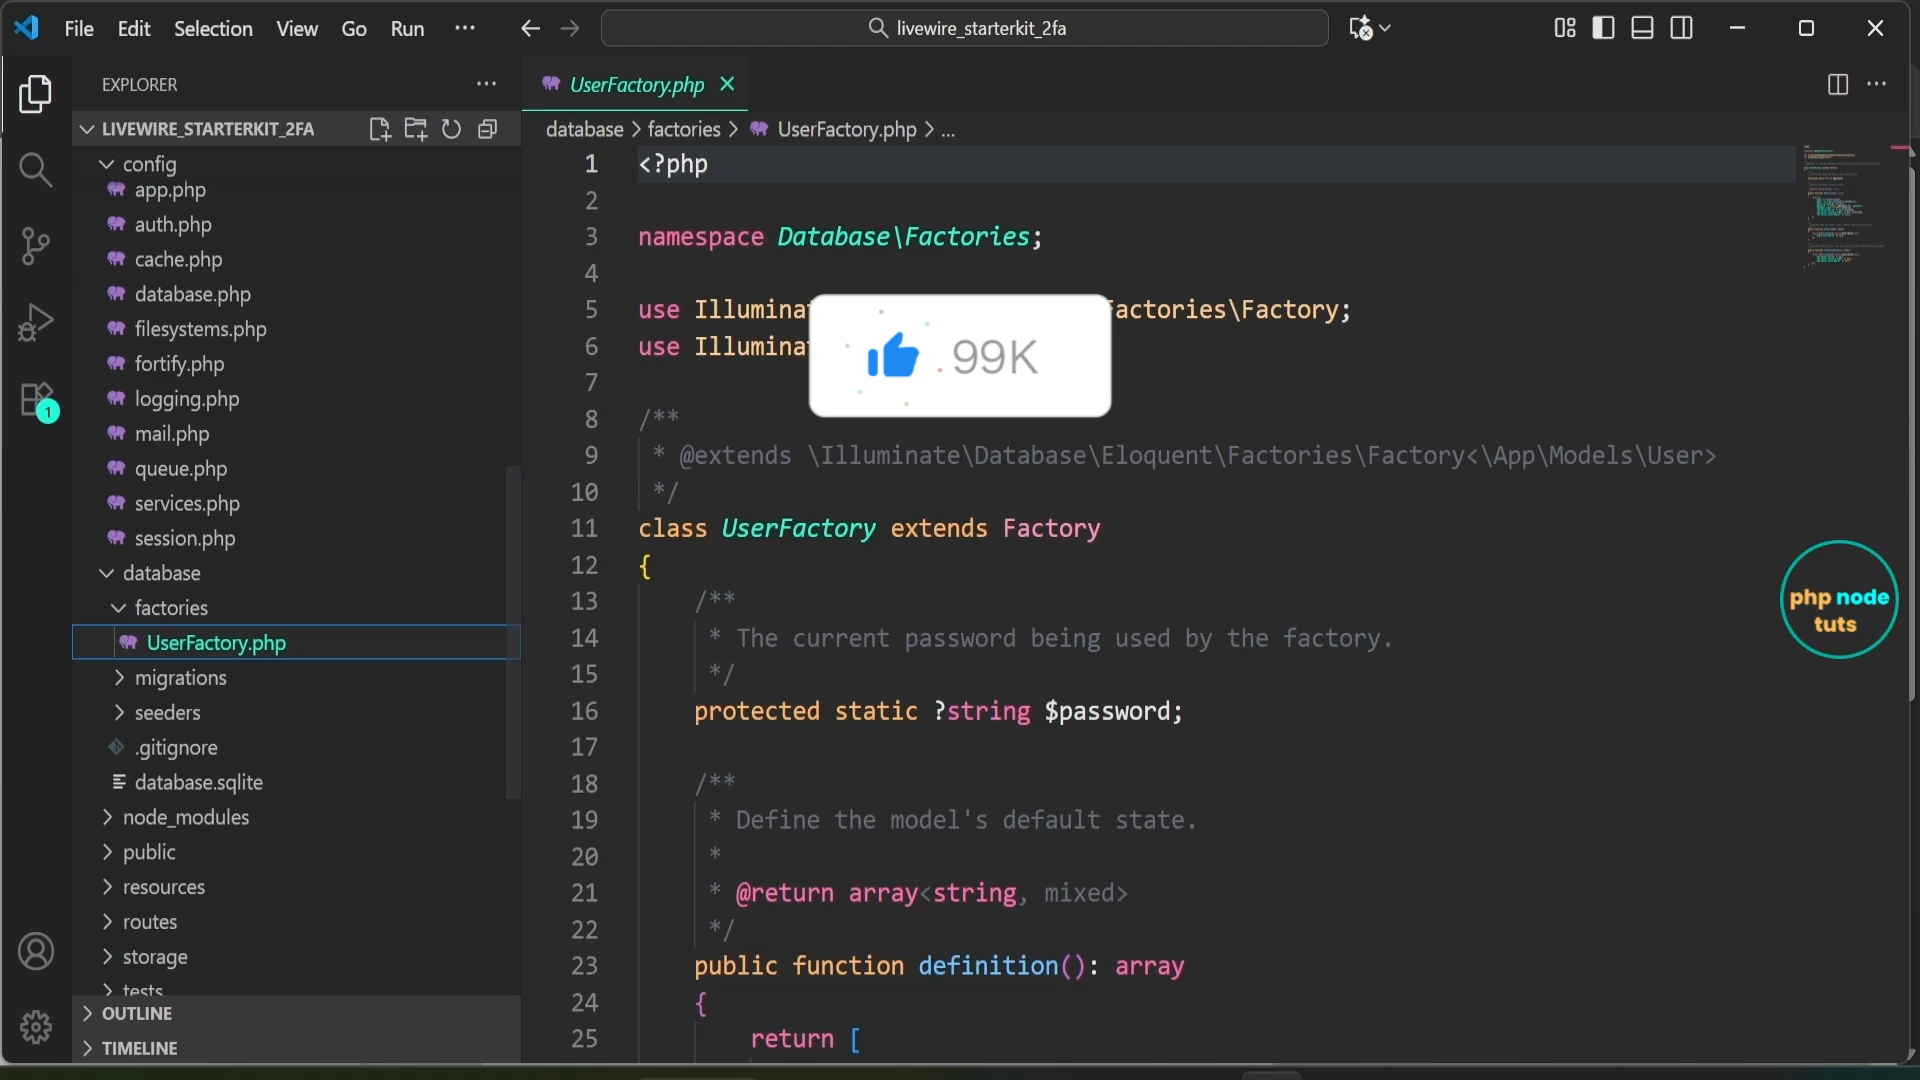 File Edit Selection View Go Run ···
livewire_starterkit_2fa
EXPLORER
LIVEWIRE_STARTERKIT_2FA
config
app.php
auth.php
cache.php
database.php
filesystems.php
fortify.php
logging.php
mail.php
queue.php
services.php
session.php
database
factories
UserFactory.php
migrations
seeders
.gitignore
database.sqlite
node_modules
public
resources
routes
storage
tests
OUTLINE
TIMELINE
1
UserFactory.php
database > factories > UserFactory.php > ...
1 <?php
2
3 namespace Database\Factories;
4
5 use Illumina actories\Factory;
6 use Illumina
7
8 /**
9 * @extends \Illuminate\Database\Eloquent\Factories\Factory<\App\Models\User>
10 */
11 class UserFactory extends Factory
12 {
13 /**
14 * The current password being used by the factory.
15 */
16 protected static ?string $password;
17
18 /**
19 * Define the model's default state.
20 *
21 * @return array<string, mixed>
22 */
23 public function definition(): array
24 {
25 return [
99K
php node
tuts